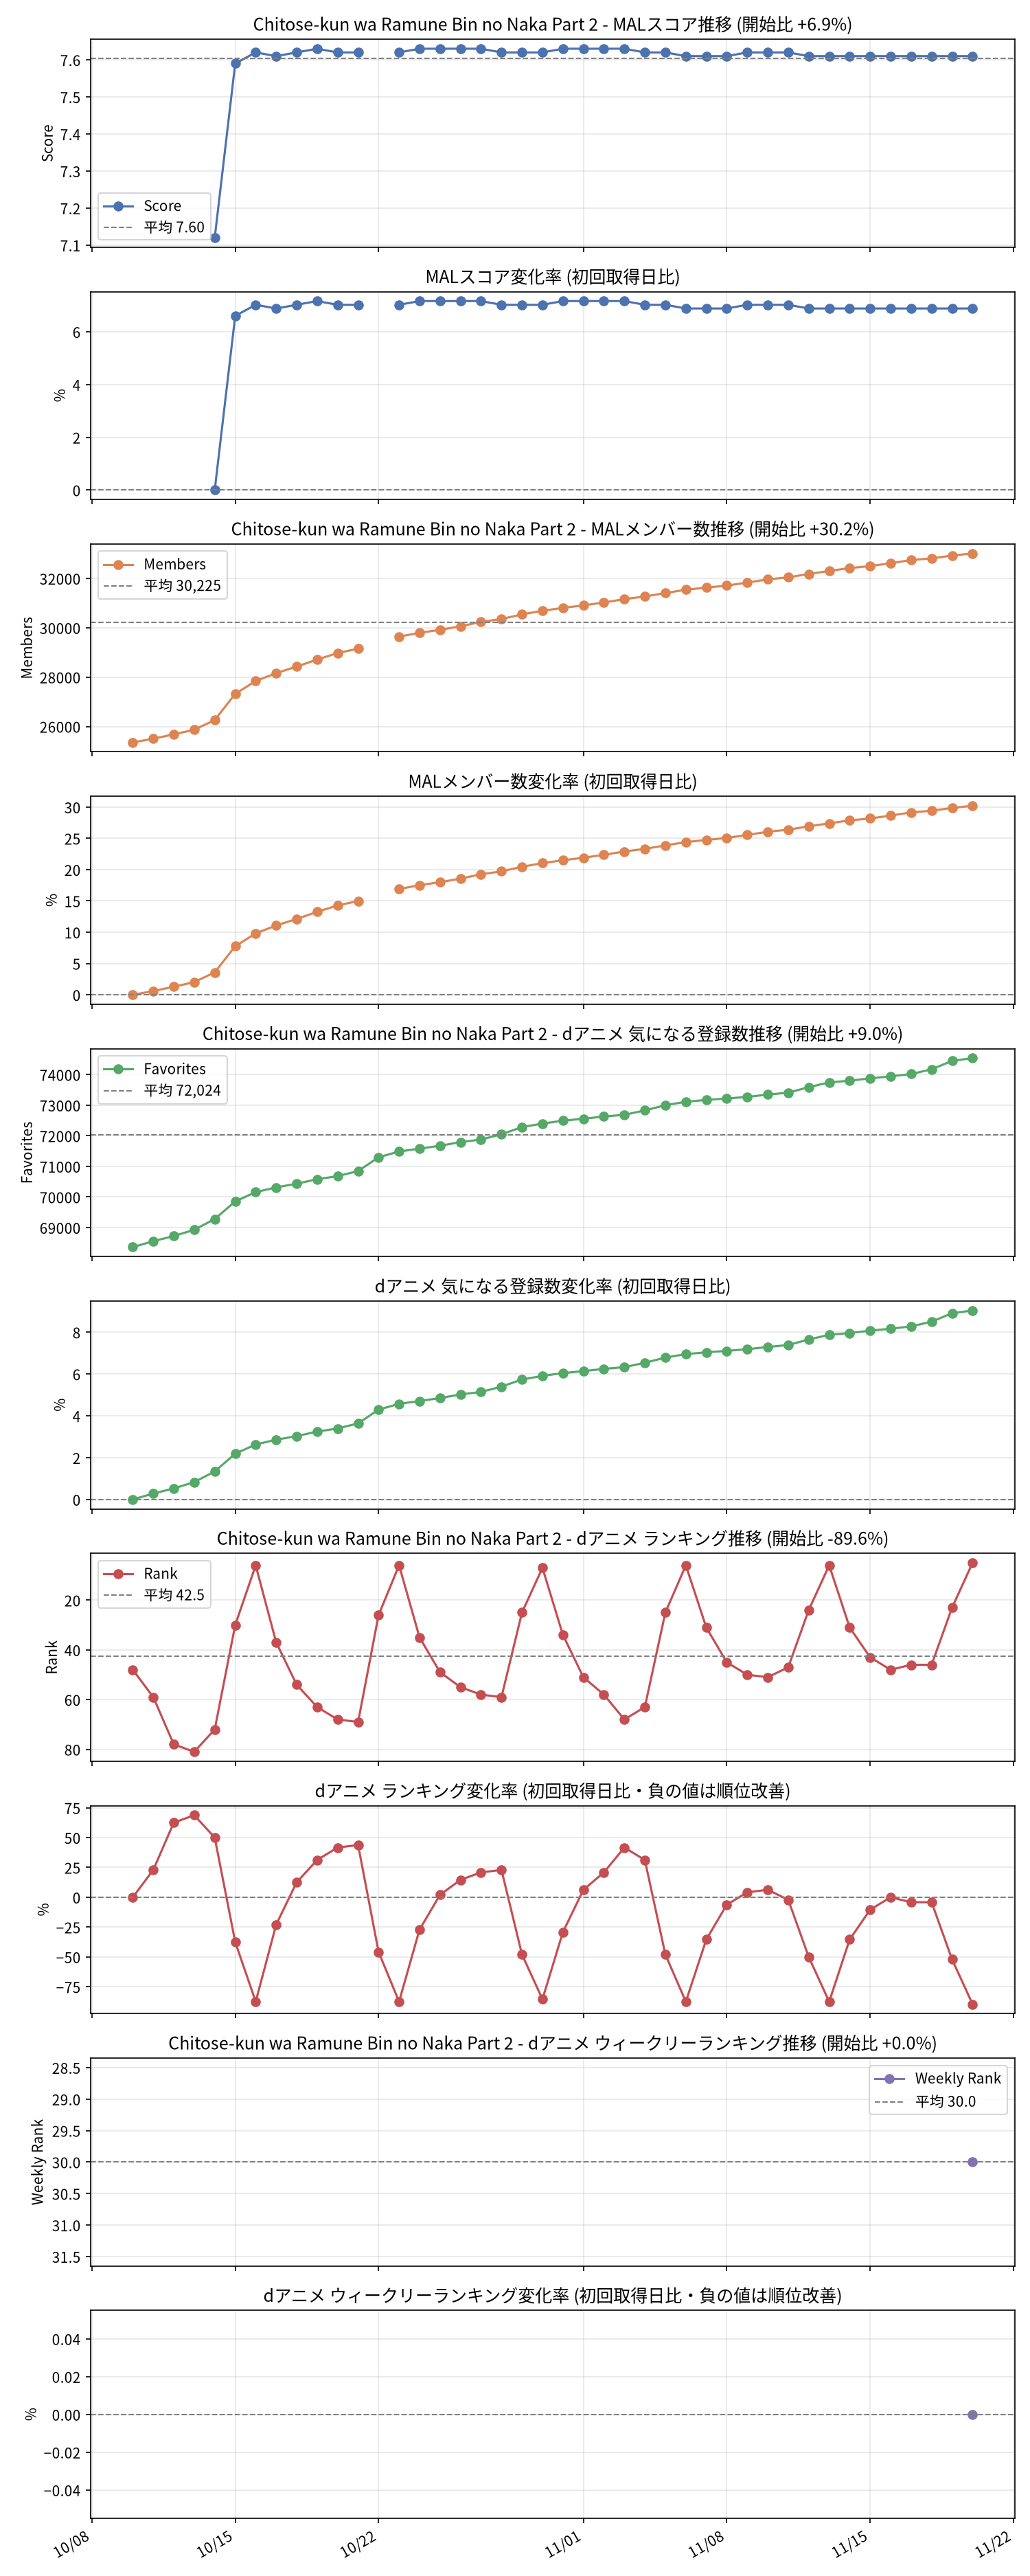 Chitose-kun wa Ramune Bin no Naka Part 2 - MALスコア推移 (開始比 +6.9%)
7.6
7.5
7.4
7.3
7.2
7.1
Score
Score
平均 7.60
MALスコア変化率 (初回取得日比)
6
4
2
0
%
Chitose-kun wa Ramune Bin no Naka Part 2 - MALメンバー数推移 (開始比 +30.2%)
32000
30000
28000
26000
Members
Members
平均 30,225
MALメンバー数変化率 (初回取得日比)
30
25
20
15
10
5
0
%
Chitose-kun wa Ramune Bin no Naka Part 2 - dアニメ 気になる登録数推移 (開始比 +9.0%)
74000
73000
72000
71000
70000
69000
Favorites
Favorites
平均 72,024
dアニメ 気になる登録数変化率 (初回取得日比)
8
6
4
2
0
%
Chitose-kun wa Ramune Bin no Naka Part 2 - dアニメ ランキング推移 (開始比 -89.6%)
20
40
60
80
Rank
Rank
平均 42.5
dアニメ ランキング変化率 (初回取得日比・負の値は順位改善)
75
50
25
0
−25
−50
−75
%
Chitose-kun wa Ramune Bin no Naka Part 2 - dアニメ ウィークリーランキング推移 (開始比 +0.0%)
28.5
29.0
29.5
30.0
30.5
31.0
31.5
Weekly Rank
Weekly Rank
平均 30.0
dアニメ ウィークリーランキング変化率 (初回取得日比・負の値は順位改善)
0.04
0.02
0.00
−0.02
−0.04
%
10/08
10/15
10/22
11/01
11/08
11/15
11/22